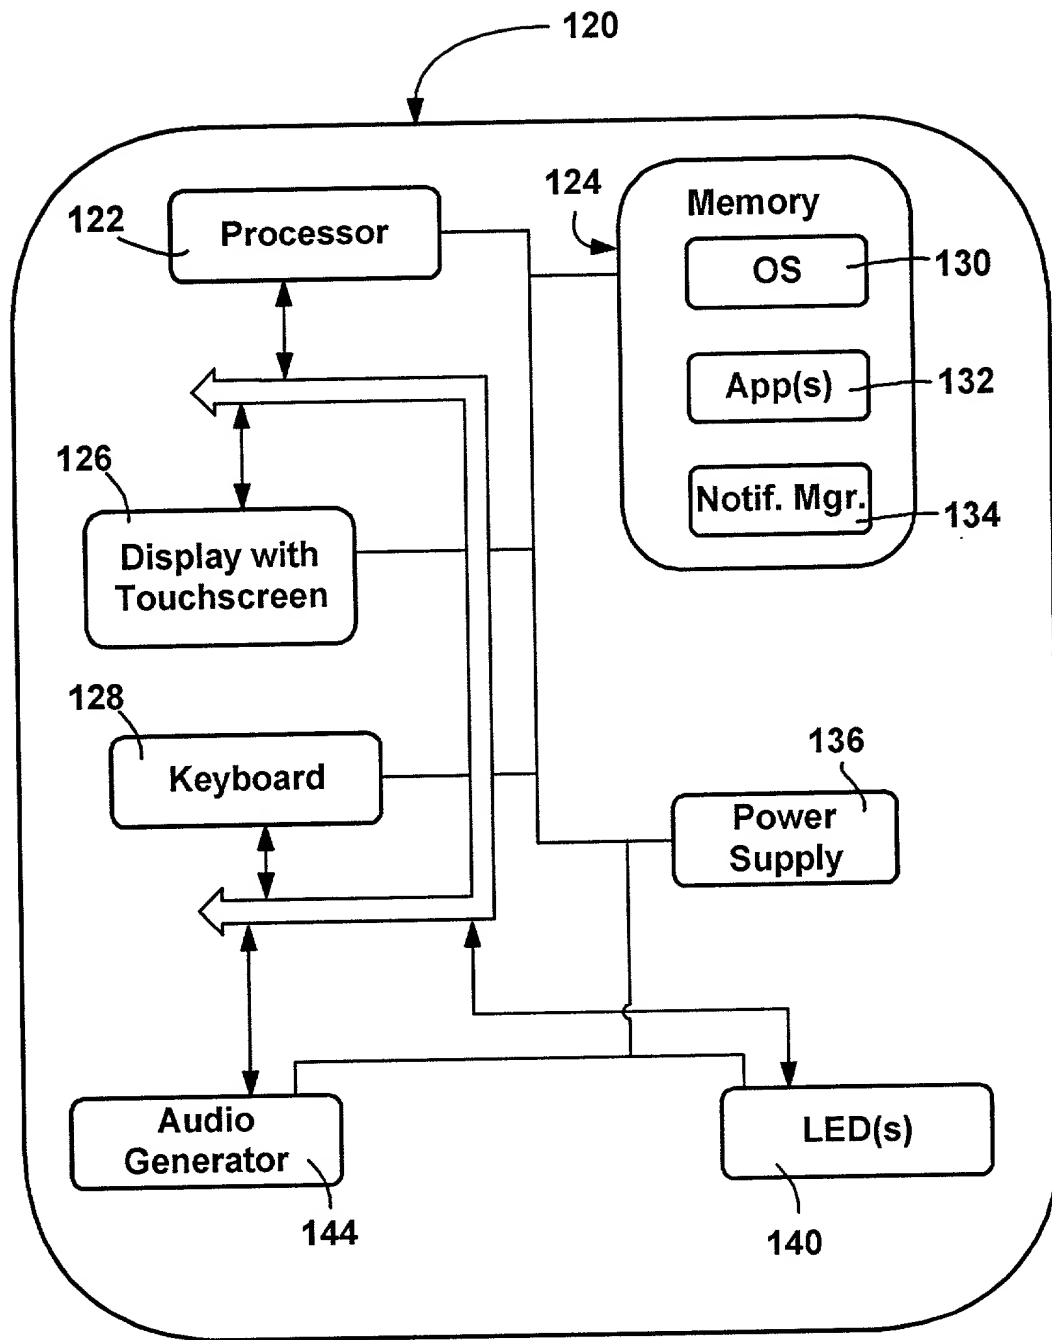 120
122
Processor
124
Memory
OS
130
App(s)
132
Notif. Mgr.
134
126
Display with
Touchscreen
128
Keyboard
136
Power
Supply
Audio
Generator
144
LED(s)
140